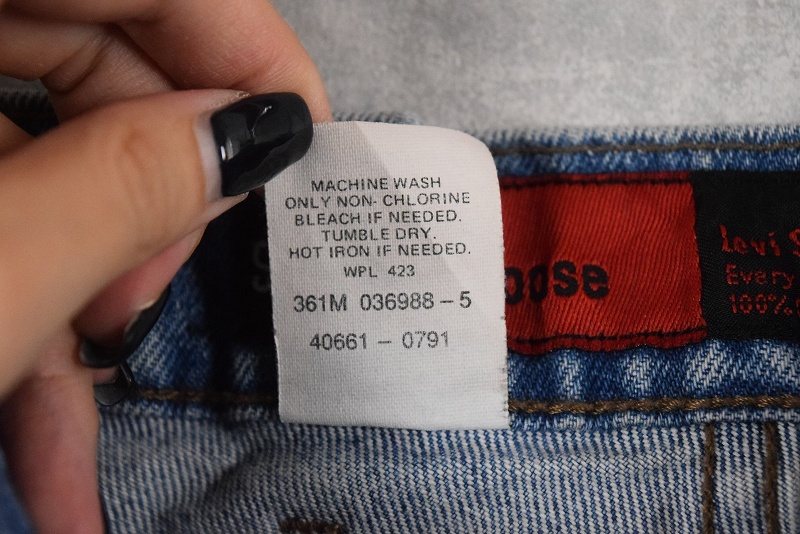 MACHINE WASH
ONLY NON- CHLORINE
BLEACH IF NEEDED.
TUMBLE DRY.
HOT IRON IF NEEDED.
WPL 423
361M 036988-5
40661-0791
oose
Levi S
Every
100%